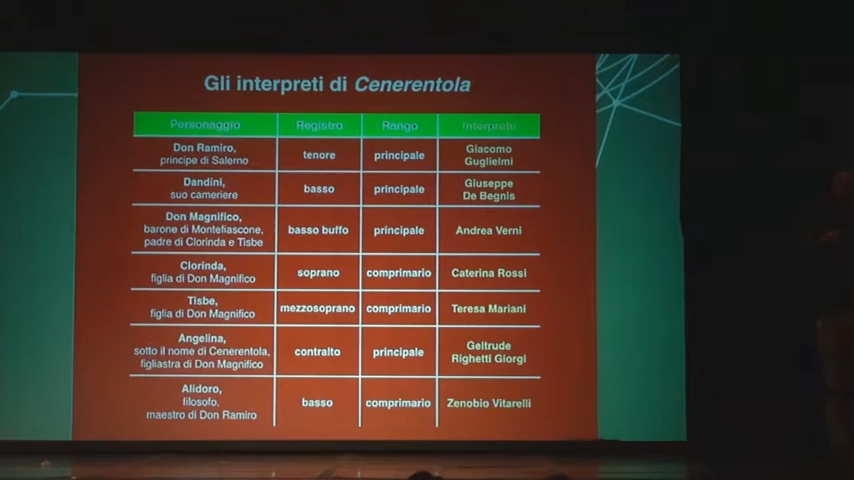 Gli interpreti di Cenerentola
Personaggio Registro Rango Interprete
Don Ramiro,
principe di Salerno
tenore
principale
Giacomo
Guglielmi
Dandini,
suo cameriere
basso
principale
Giuseppe
De Begnis
Don Magnifico,
barone di Montefiascone,
padre di Clorinda e Tisbe
basso buffo
principale
Andrea Verni
Clorinda,
figlia di Don Magnifico
soprano
comprimario
Caterina Rossi
Tisbe,
figlia di Don Magnifico
mezzosoprano
comprimario
Teresa Mariani
Angelina,
sotto il nome di Cenerentola,
figliastra di Don Magnifico
contralto
principale
Geltrude
Righetti Giorgi
Alidoro,
filosofo,
maestro di Don Ramiro
basso
comprimario
Zenobio Vitarelli